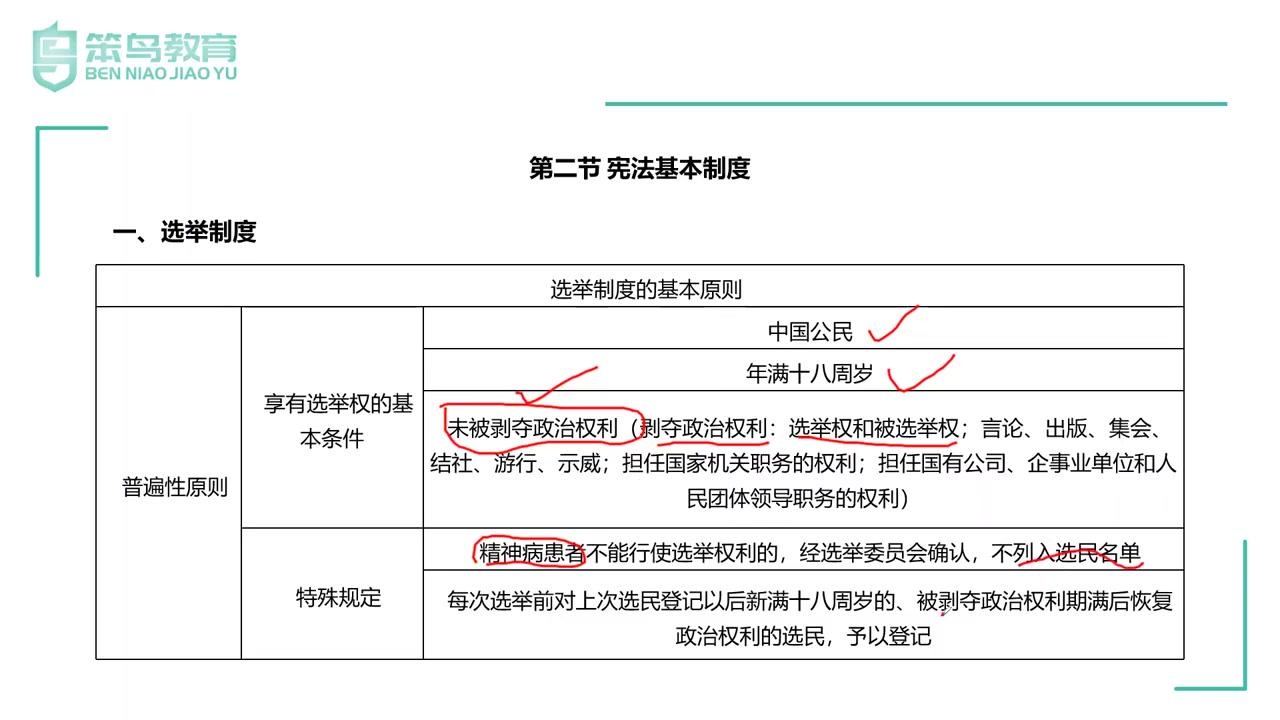 笨鸟教育
BEN NIAO JIAO YU
第二节 宪法基本制度
一、选举制度
选举制度的基本原则
普遍性原则
享有选举权的基
本条件
中国公民
年满十八周岁
未被剥夺政治权利（剥夺政治权利：选举权和被选举权；言论、出版、集会、
结社、游行、示威；担任国家机关职务的权利；担任国有公司、企事业单位和人
民团体领导职务的权利）
特殊规定
精神病患者不能行使选举权利的，经选举委员会确认，不列入选民名单
每次选举前对上次选民登记以后新满十八周岁的、被剥夺政治权利期满后恢复
政治权利的选民，予以登记